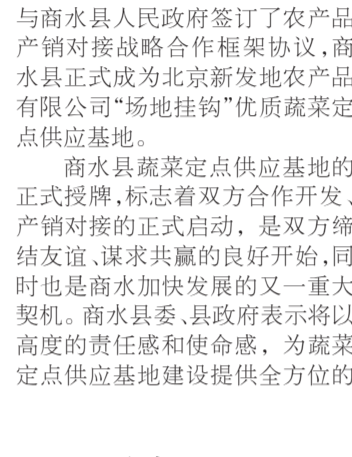 与商水县人民政府签订了农产品
产销对接战略合作框架协议，商
水县正式成为北京新发地农产品
有限公司“场地挂钩”优质蔬菜定
点供应基地。
商水县蔬菜定点供应基地的
正式授牌，标志着双方合作开发、
产销对接的正式启动，是双方缔
结友谊、谋求共赢的良好开始，同
时也是商水加快发展的又一重大
契机。商水县委、县政府表示将以
高度的责任感和使命感，为蔬菜
定点供应基地建设提供全方位的